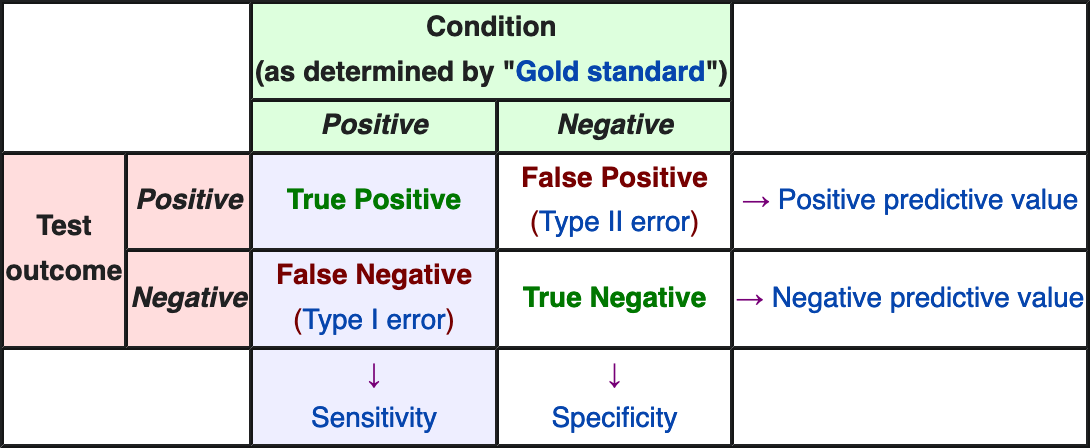 Condition
(as determined by "Gold standard")
Positive Negative
Test
outcome
Positive
True Positive
False Positive
(Type II error)
→ Positive predictive value
Negative
False Negative
(Type I error)
True Negative
→ Negative predictive value
↓
Sensitivity
↓
Specificity